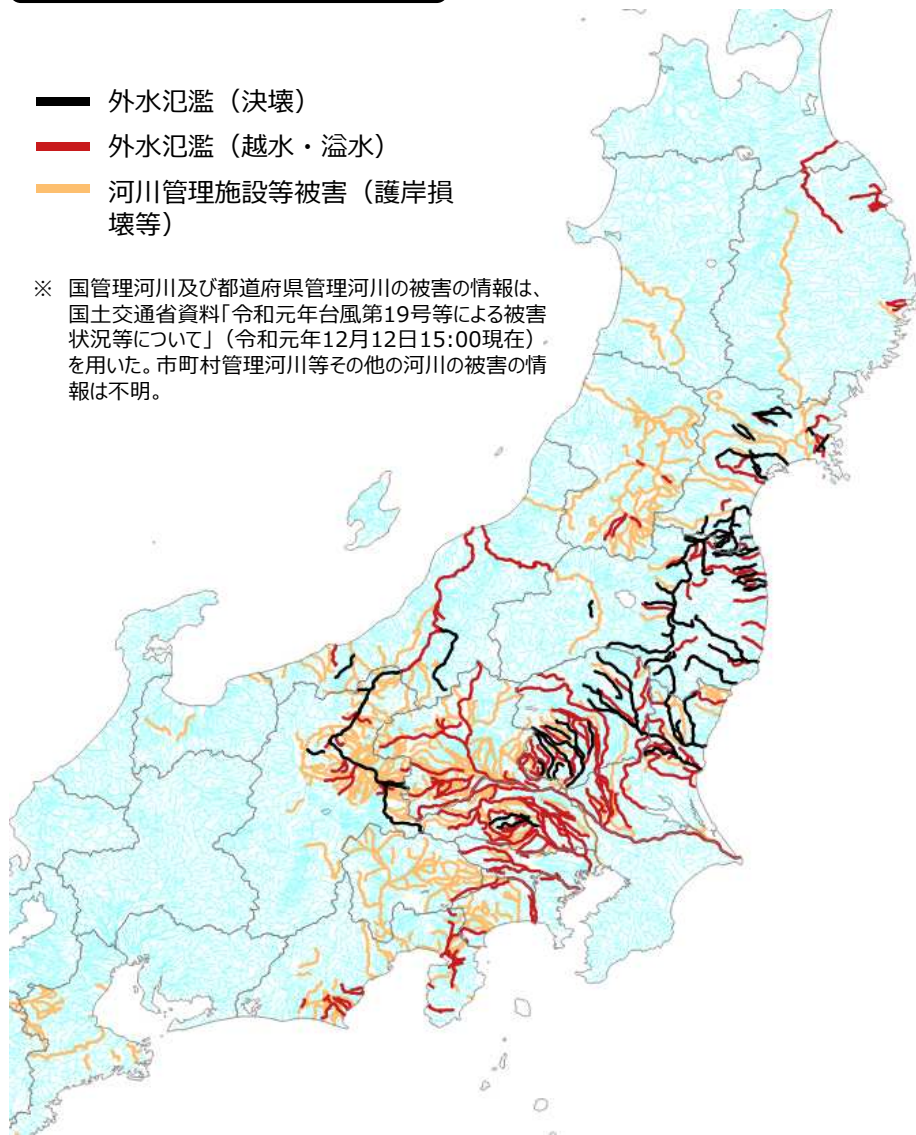 外水氾濫（決壊）
外水氾濫（越水・溢水）
河川管理施設等被害（護岸損
壊等）
※ 国管理河川及び都道府県管理河川の被害の情報は、
国土交通省資料「令和元年台風第19号等による被害
状況等について」（令和元年12月12日15:00現在）
を用いた。市町村管理河川等その他の河川の被害の情
報は不明。